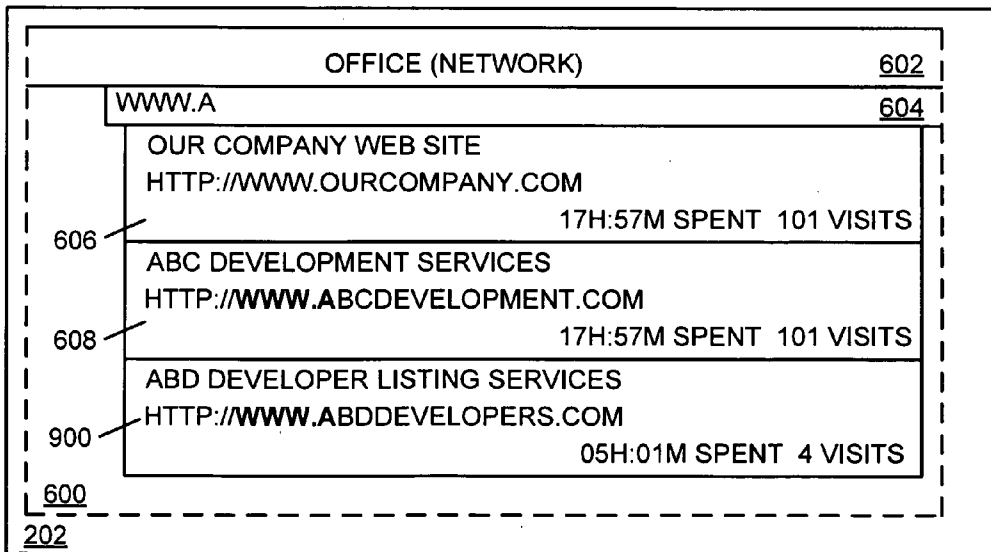 OFFICE (NETWORK) 602
WWW.A 604
OUR COMPANY WEB SITE
HTTP://WWW.OURCOMPANY.COM
17H:57M SPENT 101 VISITS
606
ABC DEVELOPMENT SERVICES
HTTP://WWW.ABCDEVELOPMENT.COM
17H:57M SPENT 101 VISITS
608
ABD DEVELOPER LISTING SERVICES
HTTP://WWW.ABDDEVELOPERS.COM
900
05H:01M SPENT 4 VISITS
600
202